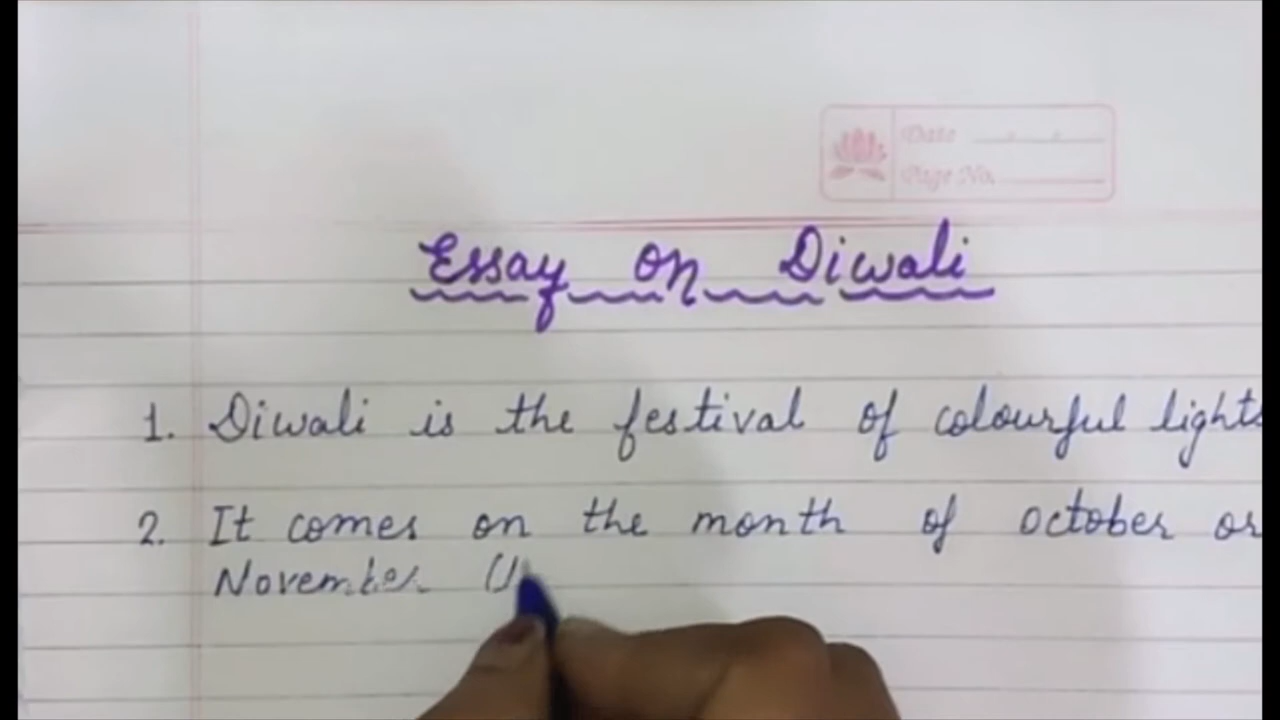 Date
Page No.
Essay on Diwali
1. Diwali is the festival of colourful lights
2. It comes on the month of october or
November